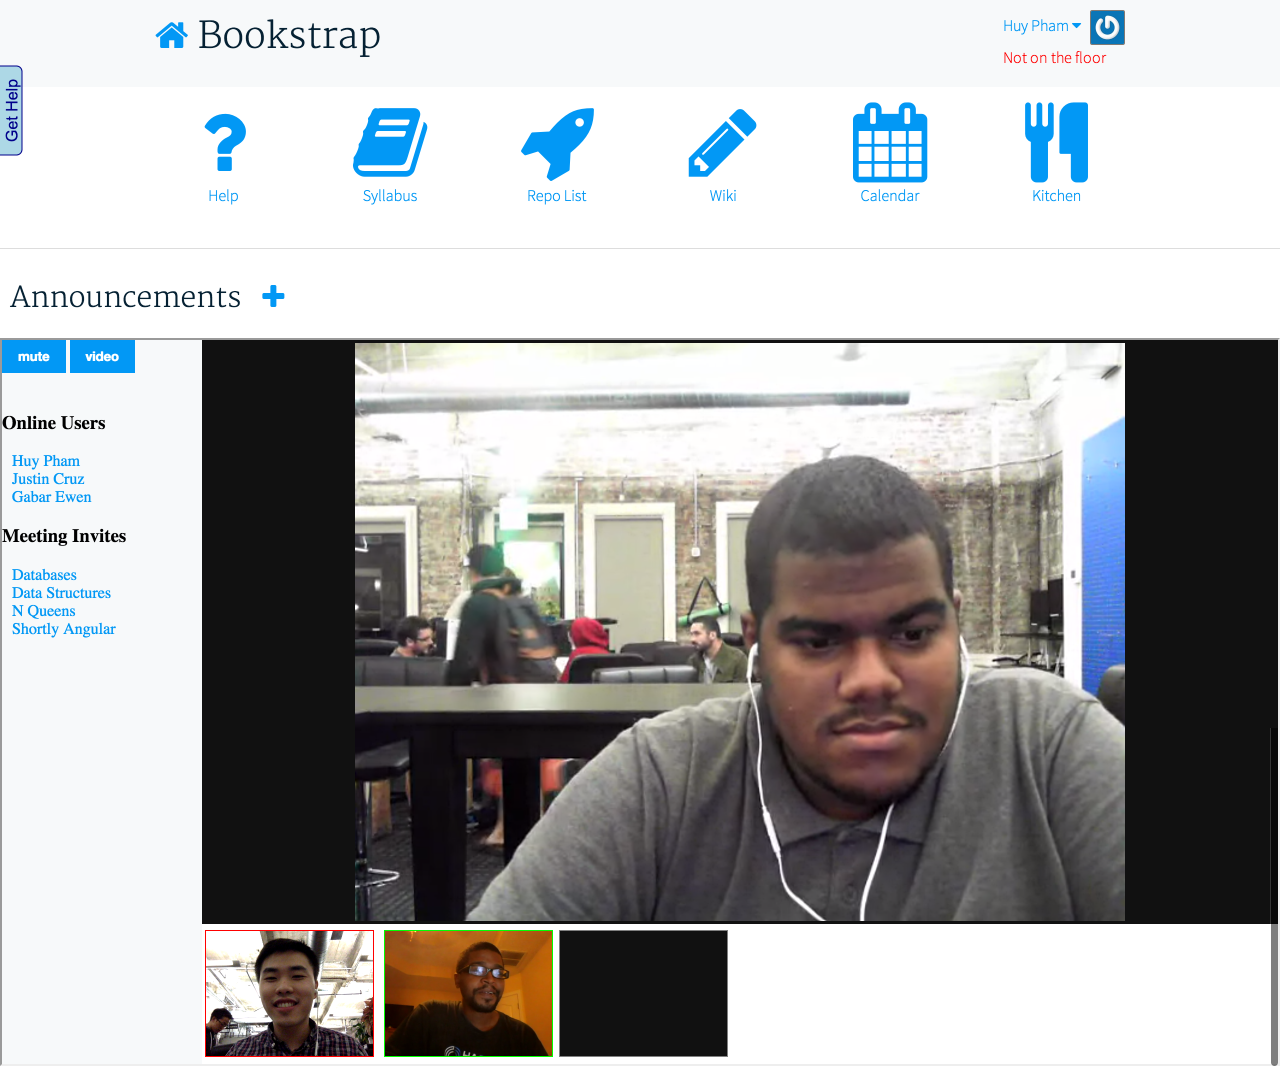 Bookstrap
Huy Pham
Not on the floor
Get Help
Help
Syllabus
Repo List
Wiki
Calendar
Kitchen
Announcements
mute
video
Online Users
Huy Pham
Justin Cruz
Gabar Ewen
Meeting Invites
Databases
Data Structures
N Queens
Shortly Angular